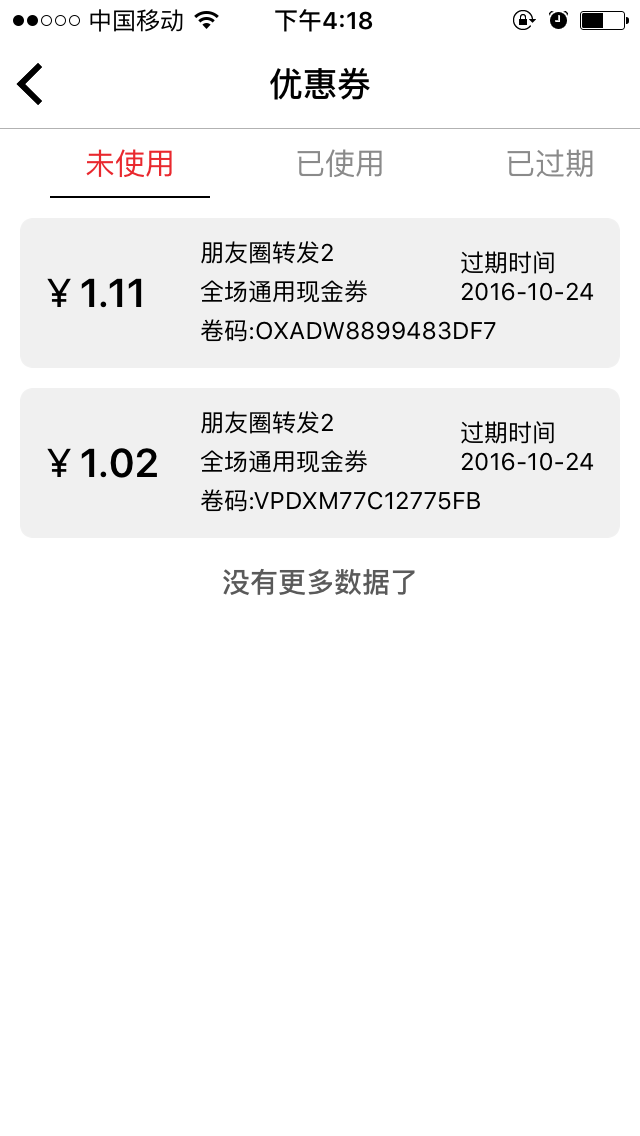 中国移动 下午4:18
优惠券
未使用 已使用 已过期
朋友圈转发2
¥ 1.11
全场通用现金券
卷码:OXADW8899483DF7
过期时间
2016-10-24
朋友圈转发2
¥ 1.02
全场通用现金券
卷码:VPDXM77C12775FB
过期时间
2016-10-24
没有更多数据了